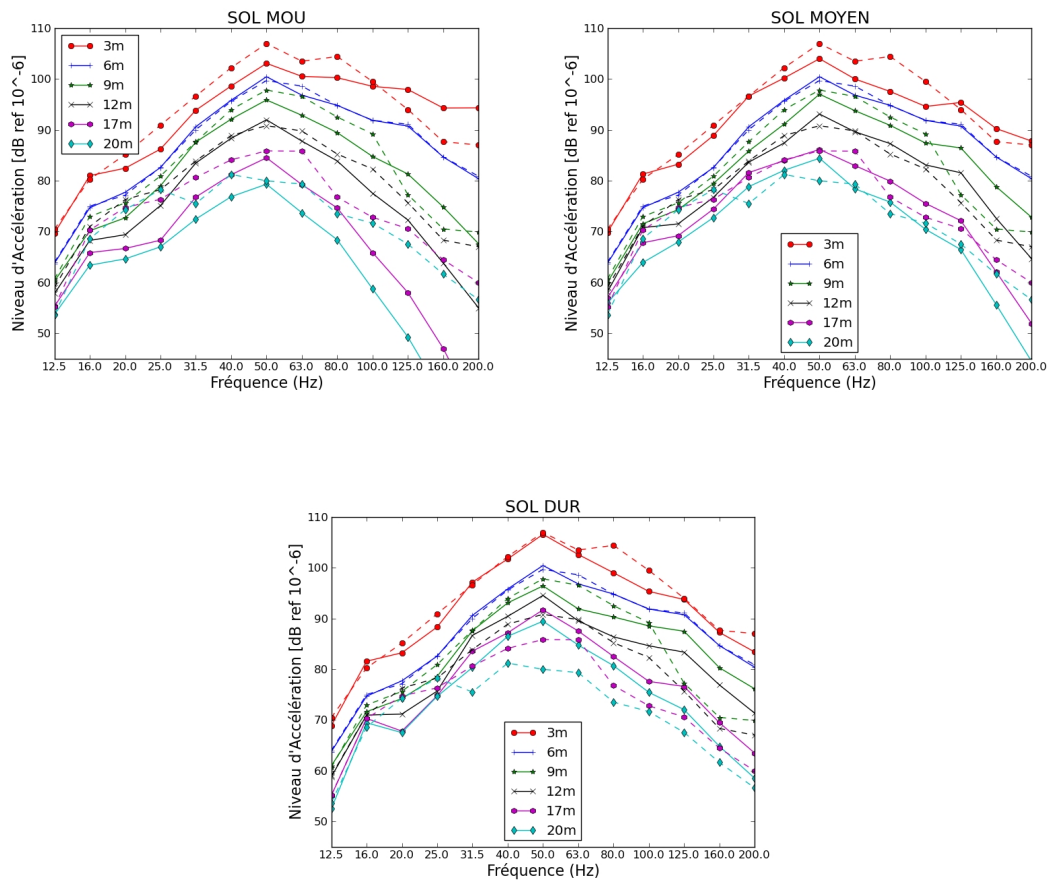 SOL MOU
110
100
90
80
70
60
50
Niveau d'Accélération [dB ref 10^-6]
3m
6m
9m
12m
17m
20m
12.5 16.0 20.0 25.0 31.5 40.0 50.0 63.0 80.0 100.0 125.0 160.0 200.0
Fréquence (Hz)
SOL MOYEN
110
100
90
80
70
60
50
Niveau d'Accélération [dB ref 10^-6]
3m
6m
9m
12m
17m
20m
12.5 16.0 20.0 25.0 31.5 40.0 50.0 63.0 80.0 100.0 125.0 160.0 200.0
Fréquence (Hz)
SOL DUR
110
100
90
80
70
60
50
Niveau d'Accélération [dB ref 10^-6]
3m
6m
9m
12m
17m
20m
12.5 16.0 20.0 25.0 31.5 40.0 50.0 63.0 80.0 100.0 125.0 160.0 200.0
Fréquence (Hz)